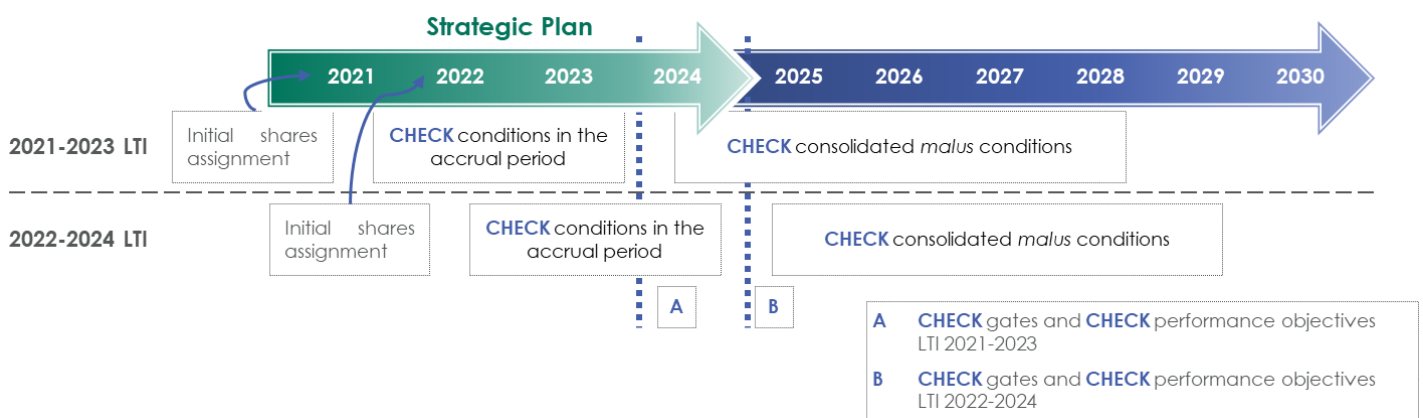 Strategic Plan
2021 2022 2023 2024 2025 2026 2027 2028 2029 2030
2021-2023 LTI
Initial shares
assignment
CHECK conditions in the
accrual period
CHECK consolidated malus conditions
2022-2024 LTI
Initial shares
assignment
CHECK conditions in the
accrual period
CHECK consolidated malus conditions
A
B
A CHECK gates and CHECK performance objectives
LTI 2021-2023
B CHECK gates and CHECK performance objectives
LTI 2022-2024